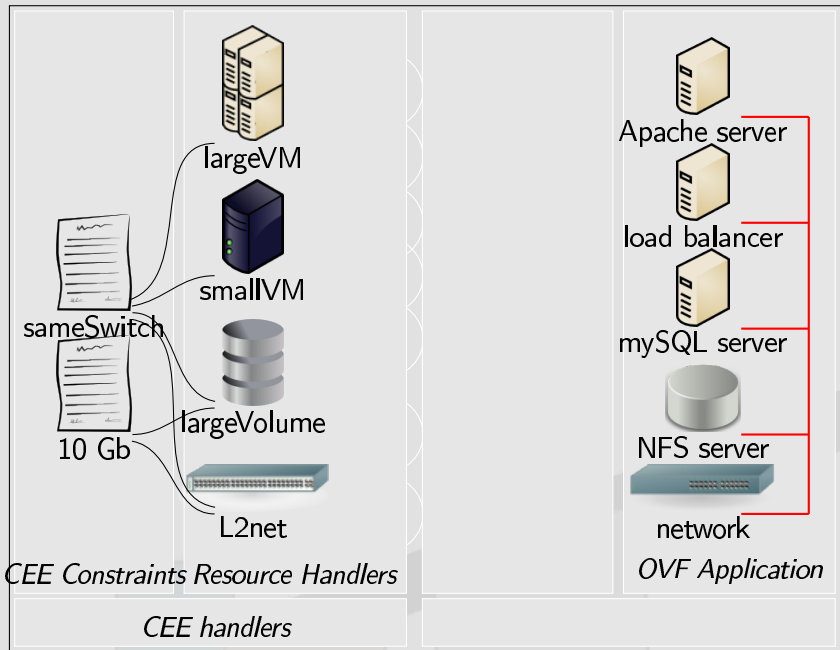 largeVM
smallVM
sameSwitch
largeVolume
10 Gb
L2net
CEE Constraints
Resource Handlers
CEE handlers
Apache server
load balancer
mySQL server
NFS server
network
OVF Application